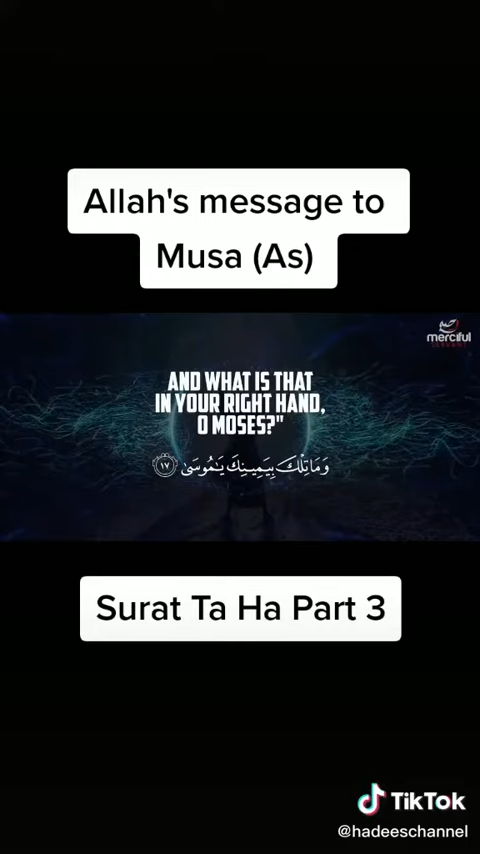 Allah's message to
Musa (As)
merciful
SERVANT
AND WHAT IS THAT
IN YOUR RIGHT HAND,
O MOSES?"
وَمَا تِلْكَ بِيَمِينِكَ يَٰمُوسَىٰ ١٧
Surat Ta Ha Part 3
TikTok
@hadeeschannel